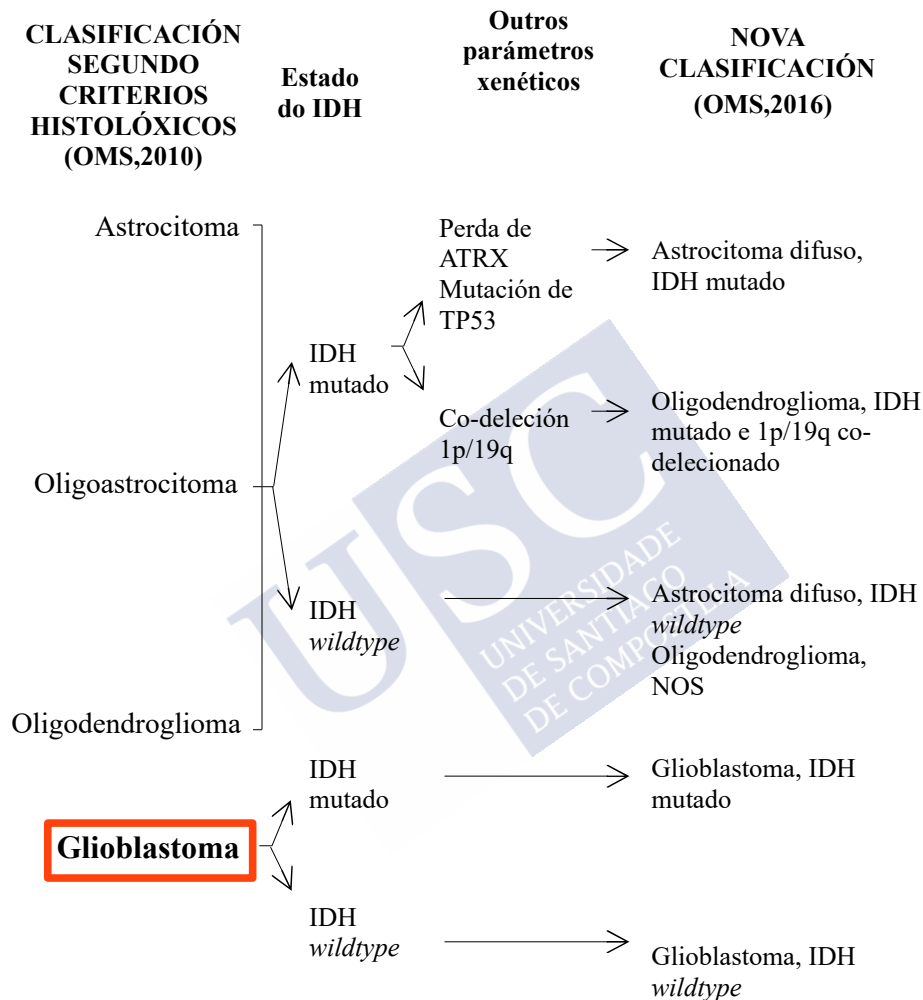 CLASIFICACIÓN
SEGUNDO
CRITERIOS
HISTOLÓXICOS
(OMS,2010)
Estado
do IDH
Outros
parámetros
xenéticos
NOVA
CLASIFICACIÓN
(OMS,2016)
Astrocitoma
Oligoastrocitoma
Oligodendroglioma
IDH
mutado
Perda de
ATRX
Mutación de
TP53
Astrocitoma difuso,
IDH mutado
Co-deleción
1p/19q
Oligodendroglioma, IDH
mutado e 1p/19q co-
delecionado
IDH
wildtype
Astrocitoma difuso, IDH
wildtype
Oligodendroglioma,
NOS
Glioblastoma
IDH
mutado
Glioblastoma, IDH
mutado
IDH
wildtype
Glioblastoma, IDH
wildtype
USC
UNIVERSIDADE
DE SANTIAGO
DE COMPOSTELA